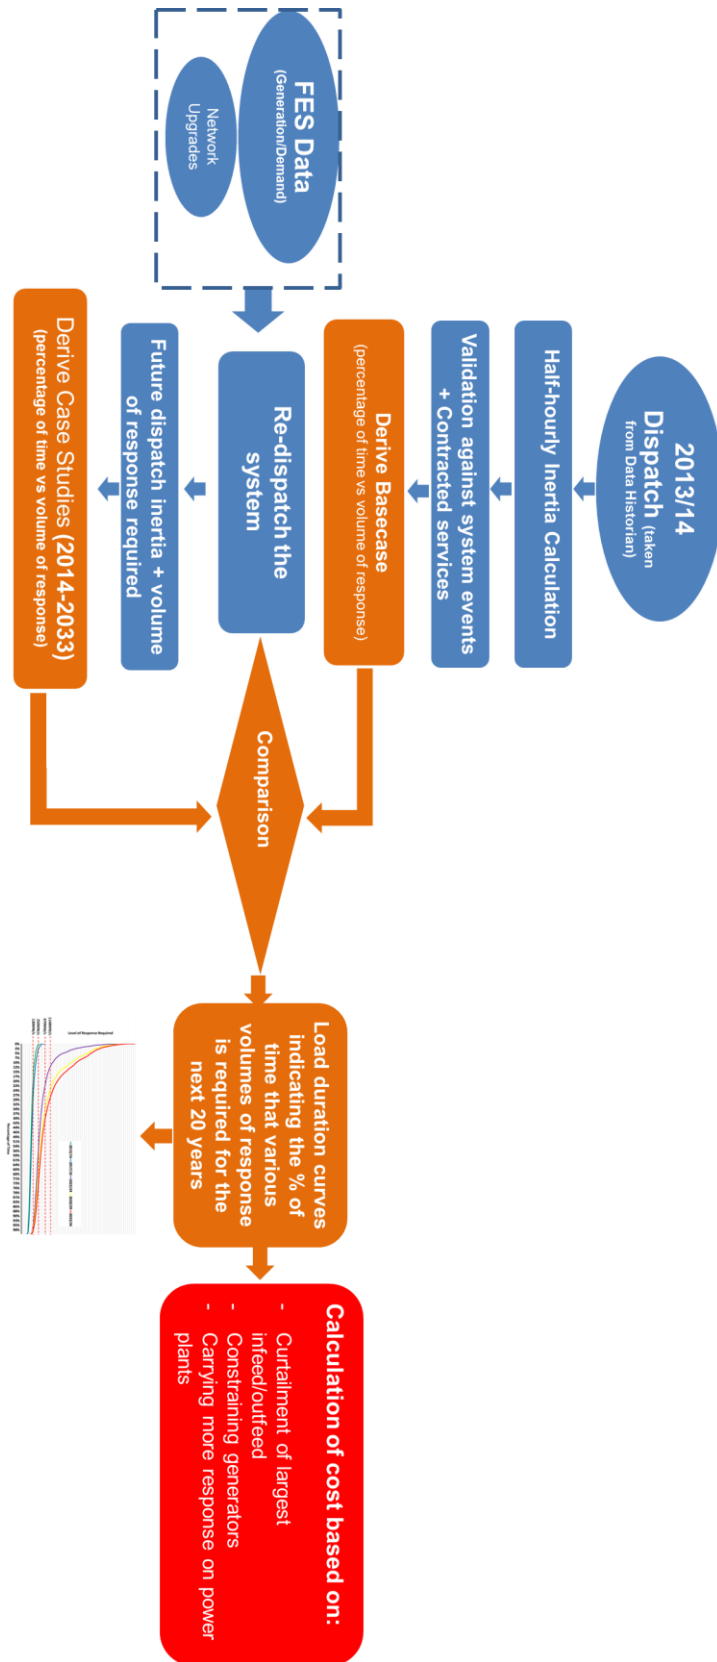 2013/14
Dispatch (taken
from Data Historian)
Half-hourly Inertia Calculation
Validation against system events
+ Contracted services
Derive Basecase
(percentage of time vs volume of response)
FES Data
(Generation/Demand)
Network
Upgrades
Re-dispatch the
system
Future dispatch inertia + volume
of response required
Derive Case Studies (2014-2033)
(percentage of time vs volume of response)
Comparison
Load duration curves
indicating the % of
time that various
volumes of response
is required for the
next 20 years
Level of Response Required
Percentage of Time
Calculation of cost based on:
- Curtailment of largest
infeed/outfeed
- Constraining generators
- Carrying more response on power
plants